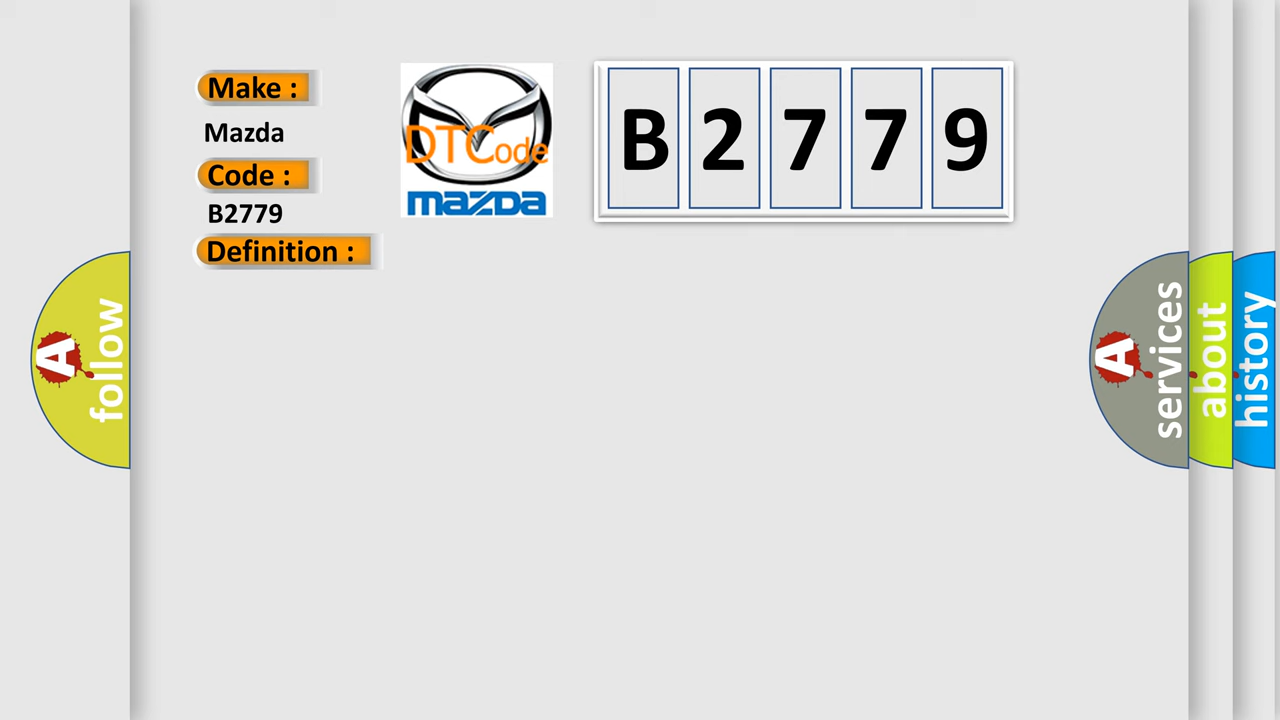 Make :
Mazda
Code :
B2779
Definition :
DTCode
mazda
B 2 7 7 9
A follow
A services
about
history